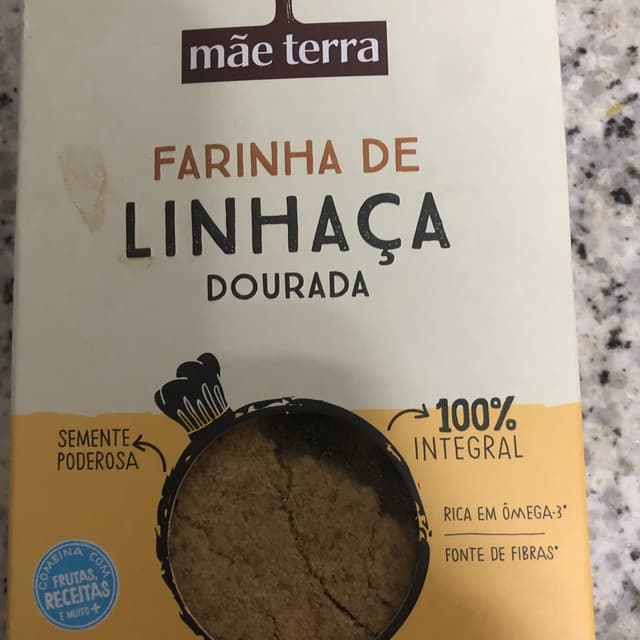 mãe terra
FARINHA DE
LINHAÇA
DOURADA
SEMENTE
PODEROSA
100%
INTEGRAL
RICA EM ÔMEGA-3*
FONTE DE FIBRAS*
COMBINA COM
FRUTAS,
RECEITAS
E MUITO +